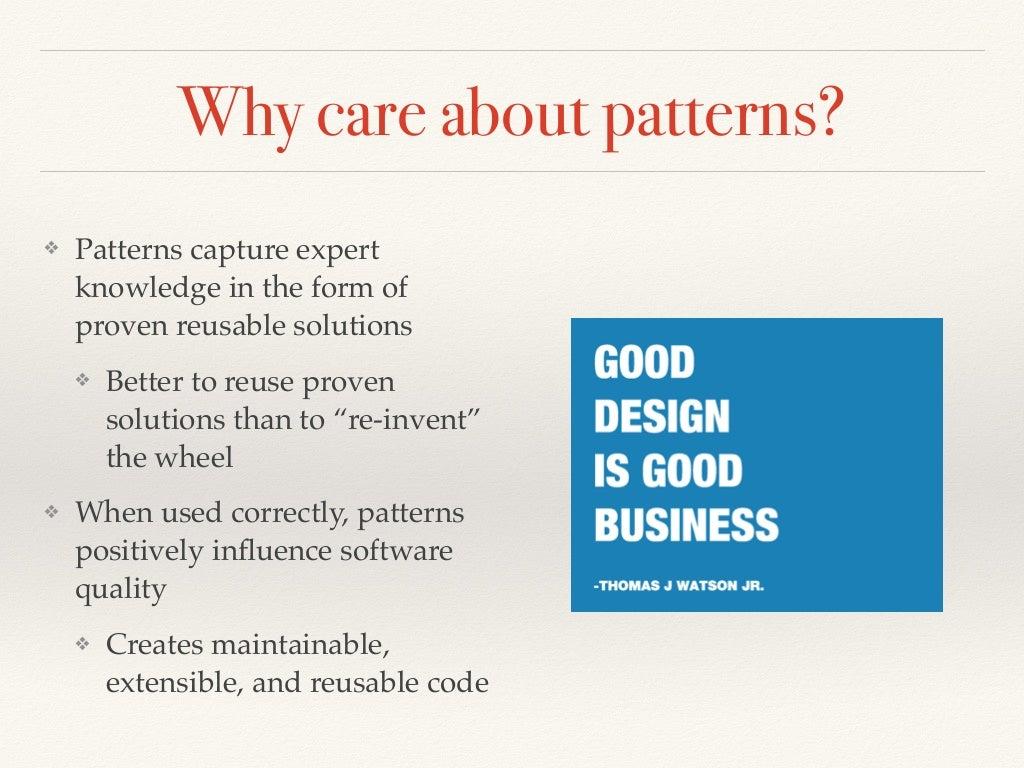 Why care about patterns?
❖ Patterns capture expert
knowledge in the form of
proven reusable solutions
❖ Better to reuse proven
solutions than to “re-invent”
the wheel
❖ When used correctly, patterns
positively influence software
quality
❖ Creates maintainable,
extensible, and reusable code
GOOD
DESIGN
IS GOOD
BUSINESS
-THOMAS J WATSON JR.